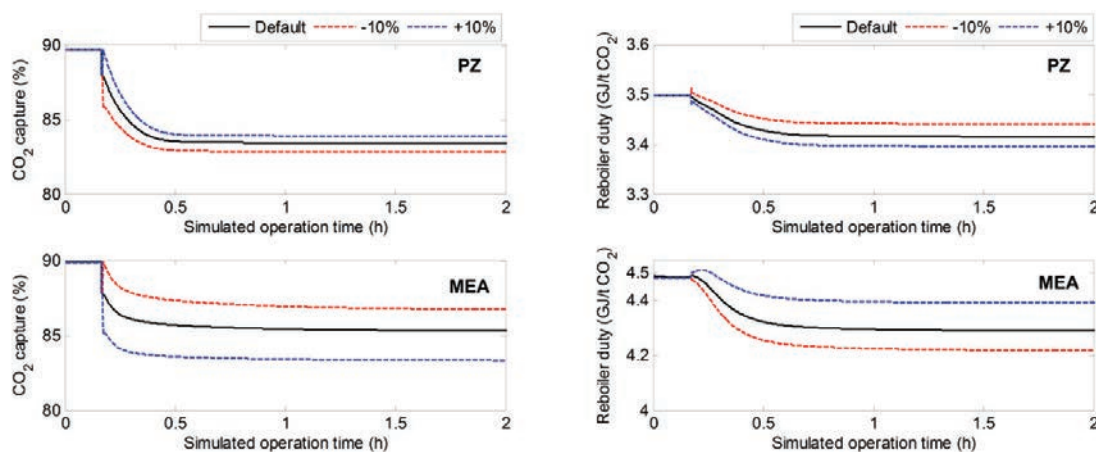 Default -10% +10%
CO2 capture (%)
90
85
80
PZ
0 0.5 1 1.5 2
Simulated operation time (h)
Default -10% +10%
Reboiler duty (GJ/t CO2)
3.6
3.5
3.4
3.3
PZ
0 0.5 1 1.5 2
Simulated operation time (h)
CO2 capture (%)
90
85
80
MEA
0 0.5 1 1.5 2
Simulated operation time (h)
Reboiler duty (GJ/t CO2)
4.5
4.4
4.2
4
MEA
0 0.5 1 1.5 2
Simulated operation time (h)